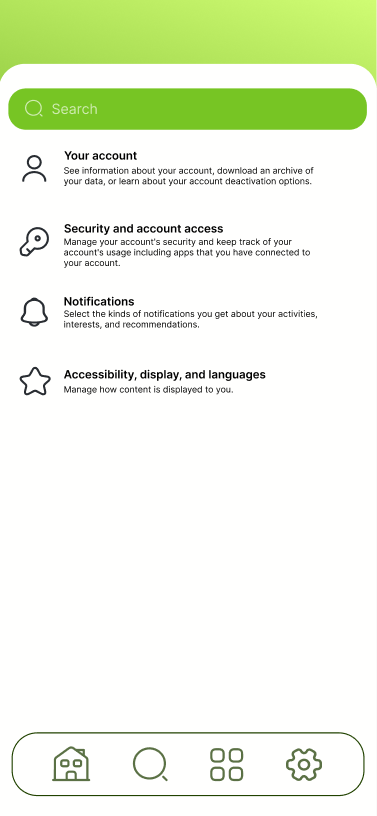 Search
Your account
See information about your account, download an archive of
your data, or learn about your account deactivation options.
Security and account access
Manage your account's security and keep track of your
account's usage including apps that you have connected to
your account.
Notifications
Select the kinds of notifications you get about your activities,
interests, and recommendations.
Accessibility, display, and languages
Manage how content is displayed to you.